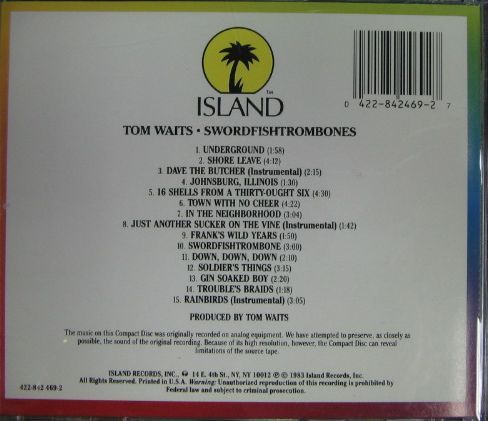 TM
ISLAND
0 422-842469-2 7
TOM WAITS • SWORDFISHTROMBONES
1. UNDERGROUND (1:58)
2. SHORE LEAVE (4:12)
3. DAVE THE BUTCHER (Instrumental) (2:15)
4. JOHNSBURG, ILLINOIS (1:30)
5. 16 SHELLS FROM A THIRTY-OUGHT SIX (4:30)
6. TOWN WITH NO CHEER (4:22)
7. IN THE NEIGHBORHOOD (3:04)
8. JUST ANOTHER SUCKER ON THE VINE (Instrumental) (1:42)
9. FRANK'S WILD YEARS (1:50)
10. SWORDFISHTROMBONE (3:00)
11. DOWN, DOWN, DOWN (2:10)
12. SOLDIER'S THINGS (3:15)
13. GIN SOAKED BOY (2:20)
14. TROUBLE'S BRAIDS (1:18)
15. RAINBIRDS (Instrumental) (3:05)
PRODUCED BY TOM WAITS
The music on this Compact Disc was originally recorded on analog equipment. We have attempted to preserve, as closely as
possible, the sound of the original recording. Because of its high resolution, however, the Compact Disc can reveal
limitations of the source tape.
ISLAND RECORDS, INC., 14 E. 4th St., NY, NY 10012 ℗ © 1983 Island Records, Inc.
All Rights Reserved. Printed in U.S.A. Warning: Unauthorized reproduction of this recording is prohibited by
Federal law and subject to criminal prosecution.
422-842 469-2